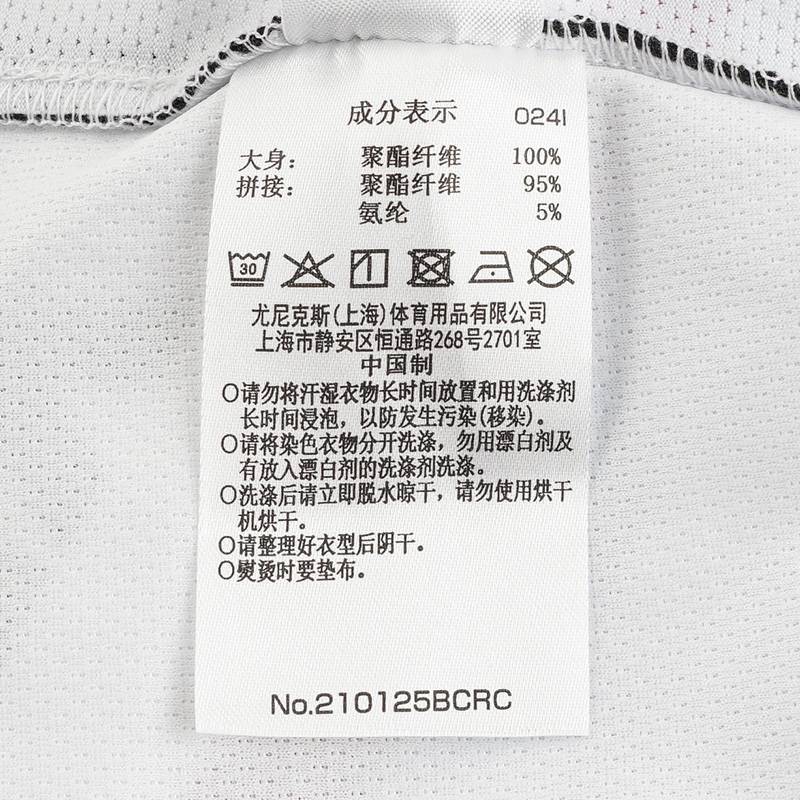 成分表示 024I
大身： 聚酯纤维 100%
拼接： 聚酯纤维 95%
氨纶 5%
30
尤尼克斯(上海)体育用品有限公司
上海市静安区恒通路268号2701室
中国制
○请勿将汗湿衣物长时间放置和用洗涤剂
长时间浸泡，以防发生污染(移染)。
○请将染色衣物分开洗涤，勿用漂白剂及
有放入漂白剂的洗涤剂洗涤。
○洗涤后请立即脱水晾干，请勿使用烘干
机烘干。
○请整理好衣型后阴干。
○熨烫时要垫布。
No.210125BCRC